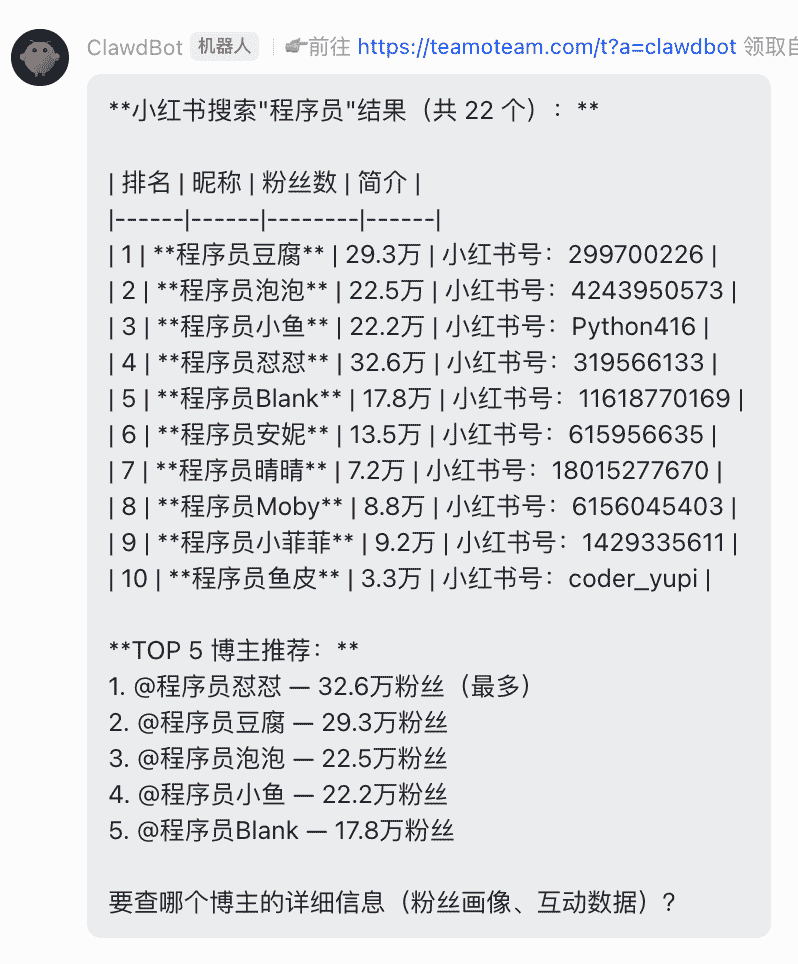 ClawdBot 机器人 前往 https://teamoteam.com/t?a=clawdbot 领取
**小红书搜索"程序员"结果（共 22 个）：**
| 排名 | 昵称 | 粉丝数 | 简介 |
|------|------|--------|------|
| 1 | **程序员豆腐** | 29.3万 | 小红书号：299700226 |
| 2 | **程序员泡泡** | 22.5万 | 小红书号：4243950573 |
| 3 | **程序员小鱼** | 22.2万 | 小红书号：Python416 |
| 4 | **程序员怼怼** | 32.6万 | 小红书号：319566133 |
| 5 | **程序员Blank** | 17.8万 | 小红书号：11618770169 |
| 6 | **程序员安妮** | 13.5万 | 小红书号：615956635 |
| 7 | **程序员晴晴** | 7.2万 | 小红书号：18015277670 |
| 8 | **程序员Moby** | 8.8万 | 小红书号：6156045403 |
| 9 | **程序员小菲菲** | 9.2万 | 小红书号：1429335611 |
| 10 | **程序员鱼皮** | 3.3万 | 小红书号：coder_yupi |
**TOP 5 博主推荐：**
1. @程序员怼怼 — 32.6万粉丝（最多）
2. @程序员豆腐 — 29.3万粉丝
3. @程序员泡泡 — 22.5万粉丝
4. @程序员小鱼 — 22.2万粉丝
5. @程序员Blank — 17.8万粉丝
要查哪个博主的详细信息（粉丝画像、互动数据）？